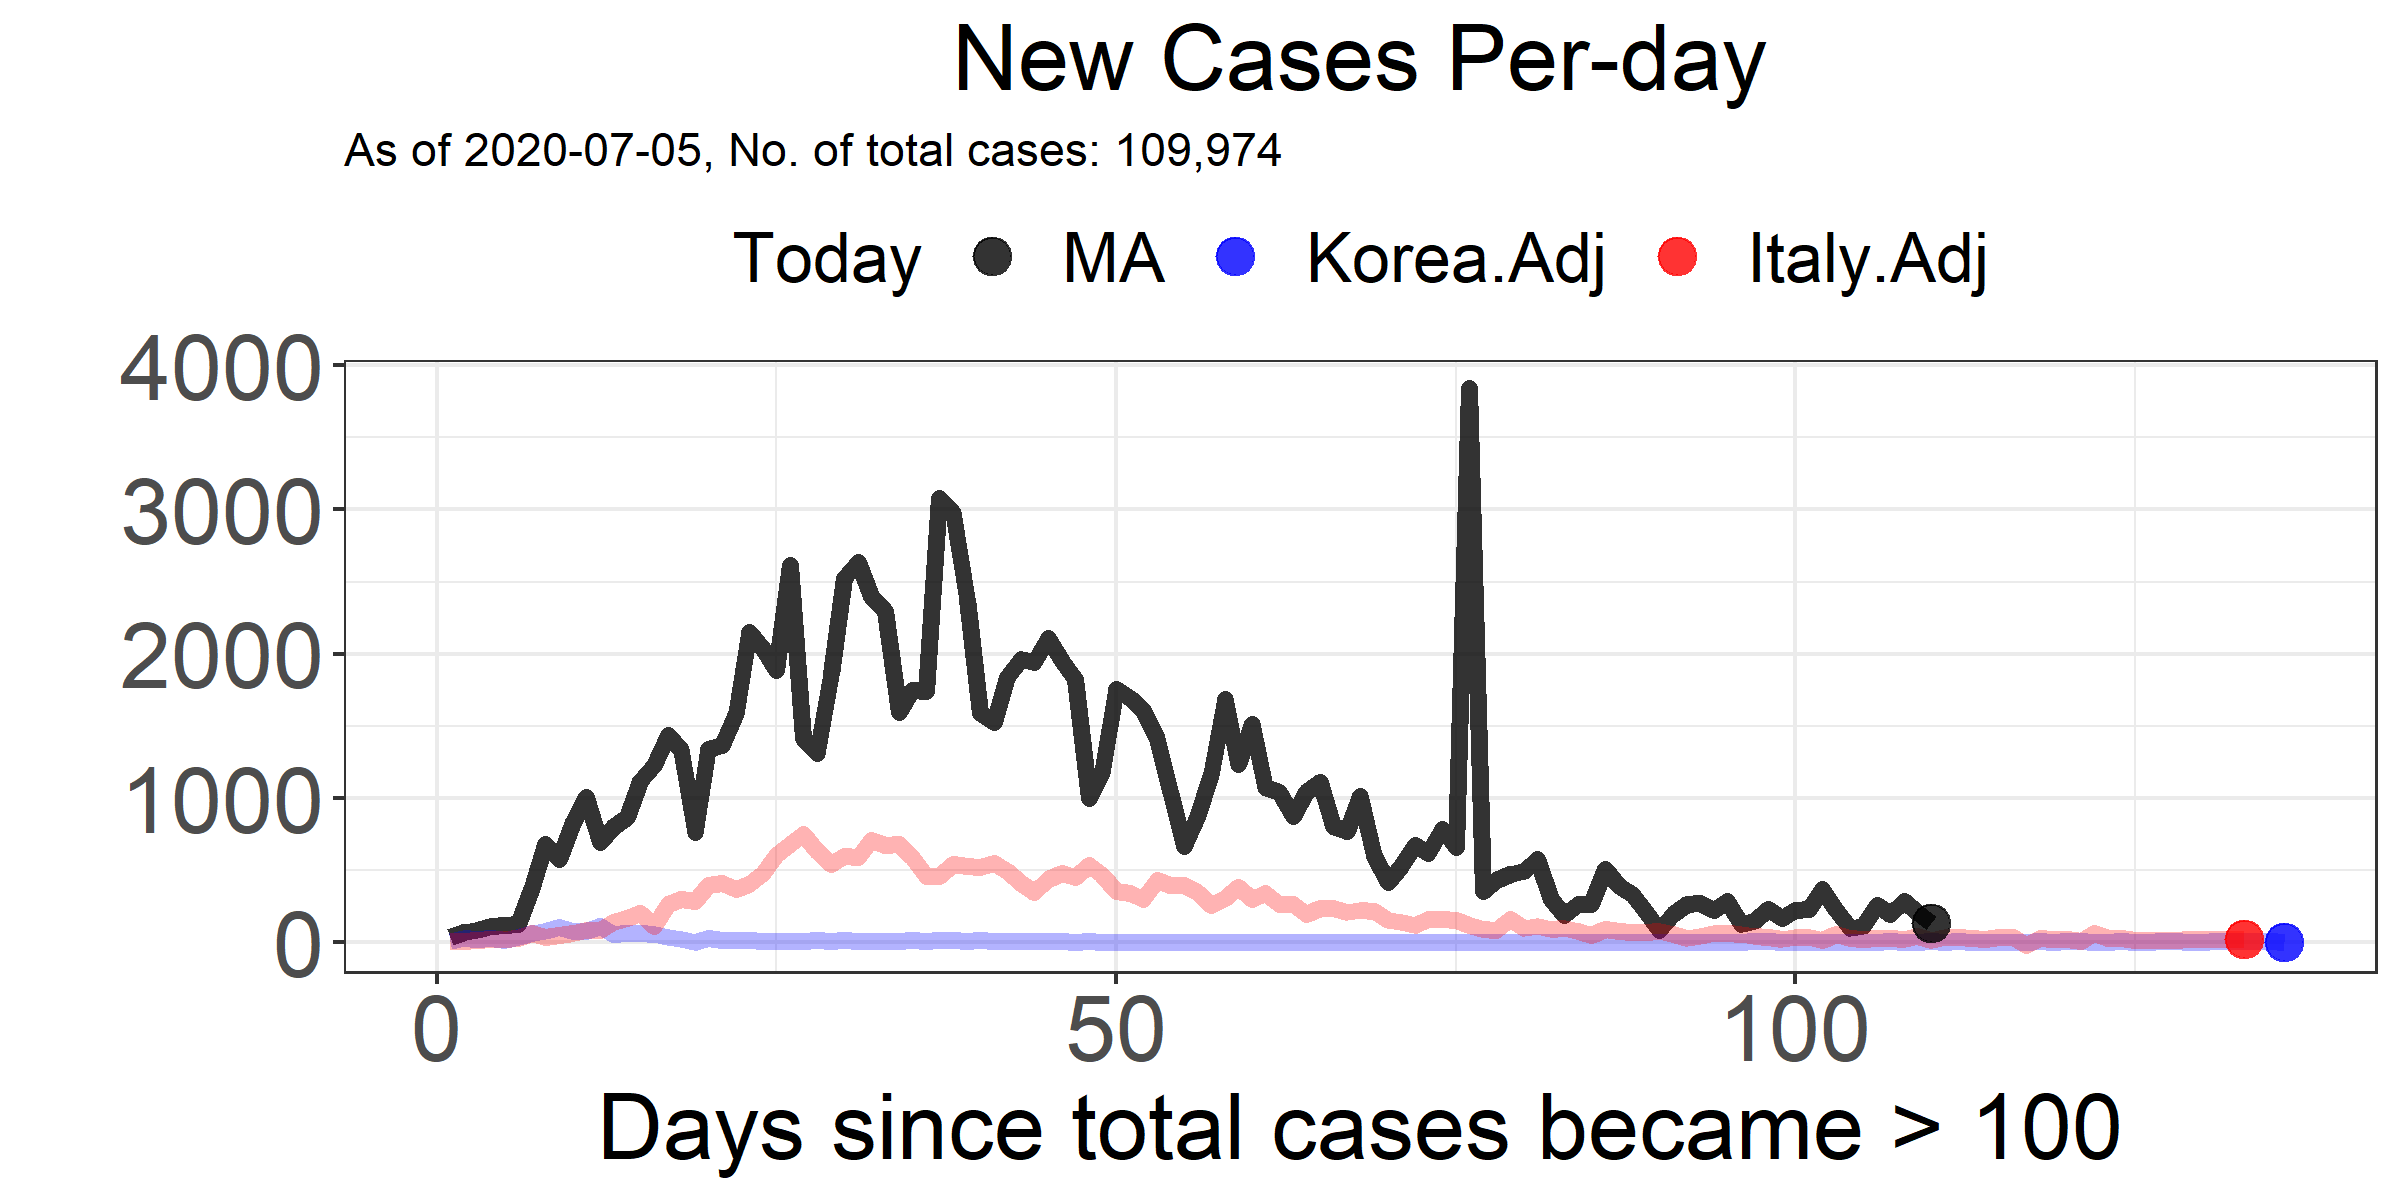 New Cases Per-day
As of 2020-07-05, No. of total cases: 109,974
Today MA Korea.Adj Italy.Adj
4000
3000
2000
1000
0
0 50 100
Days since total cases became > 100